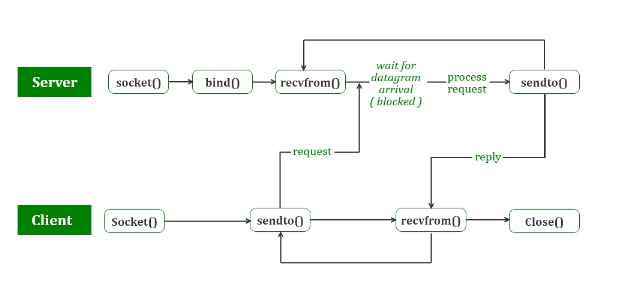 Server
socket()
bind()
recvfrom()
wait for
datagram
arrival
( blocked )
process
request
sendto()
request
reply
Client
Socket()
sendto()
recvfrom()
Close()